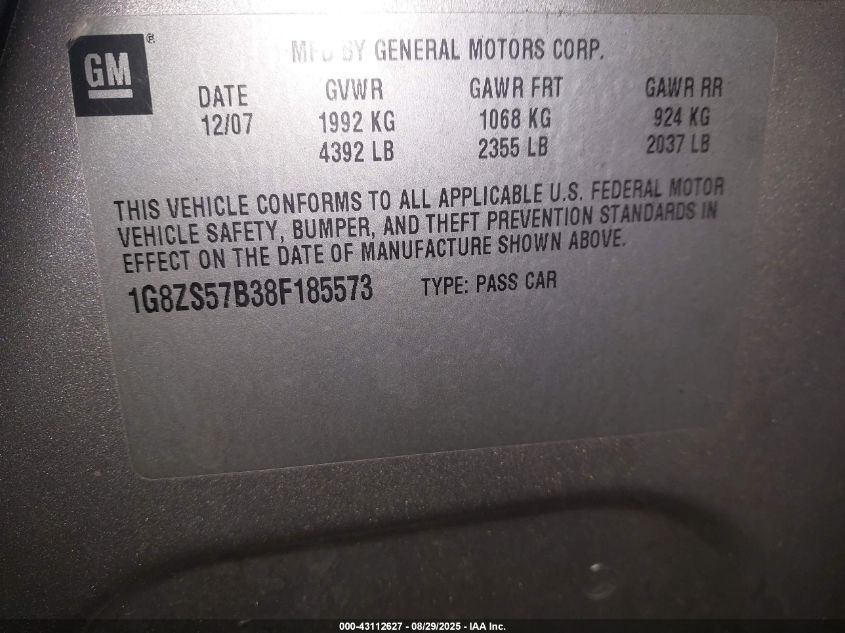 GM ®
MFD BY GENERAL MOTORS CORP.
DATE GVWR GAWR FRT GAWR RR
12/07 1992 KG 1068 KG 924 KG
4392 LB 2355 LB 2037 LB
THIS VEHICLE CONFORMS TO ALL APPLICABLE U.S. FEDERAL MOTOR
VEHICLE SAFETY, BUMPER, AND THEFT PREVENTION STANDARDS IN
EFFECT ON THE DATE OF MANUFACTURE SHOWN ABOVE.
1G8ZS57B38F185573 TYPE: PASS CAR
000-43112627 - 08/29/2025 - IAA Inc.